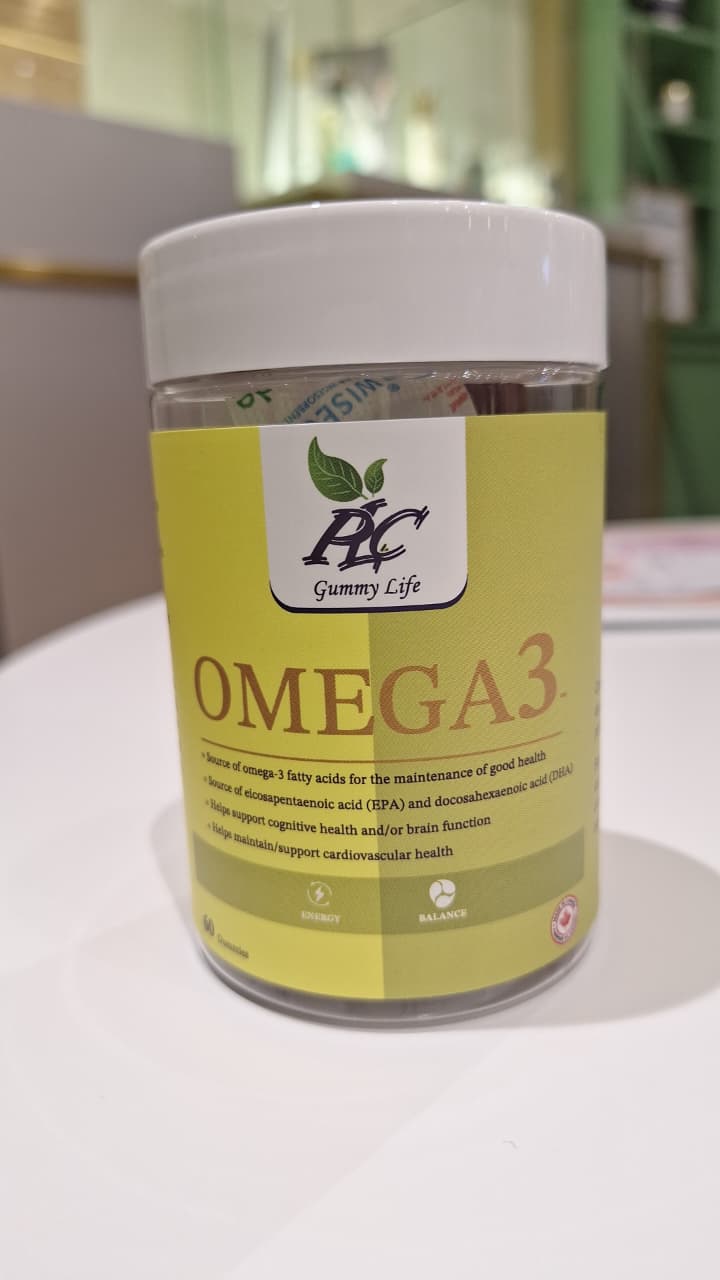 WISE
PLC
Gummy Life
OMEGA3
» Source of omega-3 fatty acids for the maintenance of good health
» Source of eicosapentaenoic acid (EPA) and docosahexaenoic acid (DHA)
» Helps support cognitive health and/or brain function
» Helps maintain/support cardiovascular health
ENERGY
BALANCE
60 Gummies